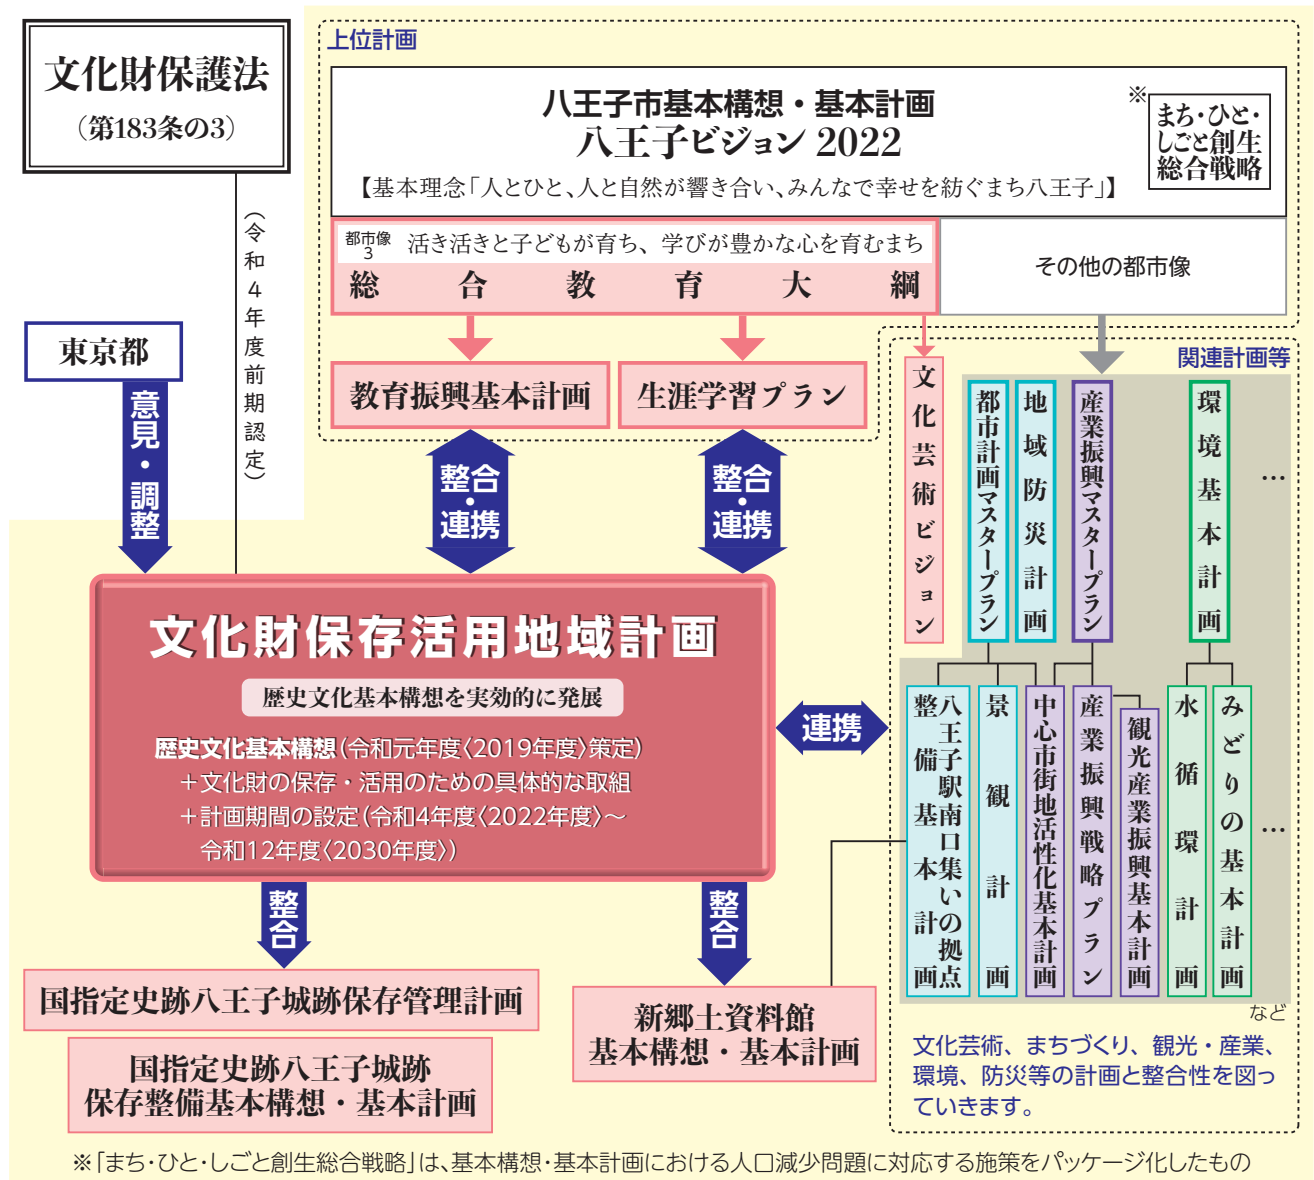 文化財保護法
（第183条の3）
（令和4年度前期認定）
上位計画
八王子市基本構想・基本計画
八王子ビジョン 2022
【基本理念「人とひと、人と自然が響き合い、みんなで幸せを紡ぐまち八王子」】
※
まち・ひと・
しごと創生
総合戦略
都市像
3
活き活きと子どもが育ち、学びが豊かな心を育むまち
総合教育大綱
その他の都市像
東京都
意見・調整
教育振興基本計画
生涯学習プラン
整合・連携
整合・連携
関連計画等
文化芸術ビジョン
都市計画マスタープラン
地域防災計画
産業振興マスタープラン
環境基本計画
…
文化財保存活用地域計画
歴史文化基本構想を実効的に発展
歴史文化基本構想（令和元年度〈2019年度〉策定）
＋文化財の保存・活用のための具体的な取組
＋計画期間の設定（令和4年度〈2022年度〉～
令和12年度〈2030年度〉）
連携
八王子駅南口集いの拠点
整備基本計画
景観計画
中心市街地活性化基本計画
産業振興戦略プラン
観光産業振興基本計画
水循環計画
みどりの基本計画
…
など
整合
整合
国指定史跡八王子城跡保存管理計画
国指定史跡八王子城跡
保存整備基本構想・基本計画
新郷土資料館
基本構想・基本計画
文化芸術、まちづくり、観光・産業、
環境、防災等の計画と整合性を図っ
ていきます。
※「まち・ひと・しごと創生総合戦略」は、基本構想・基本計画における人口減少問題に対応する施策をパッケージ化したもの